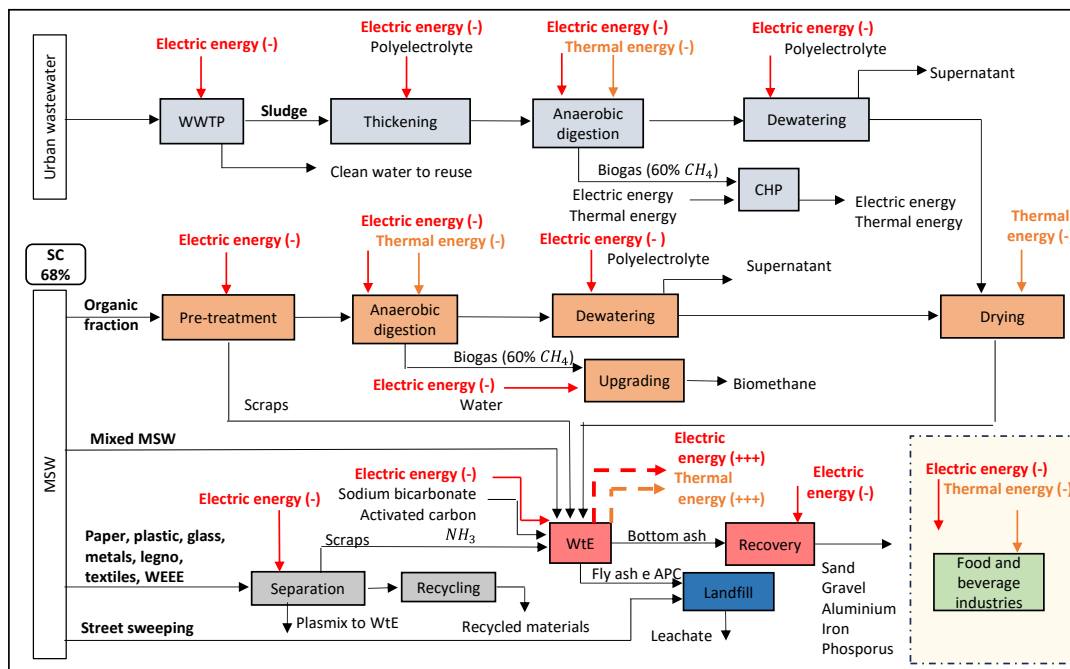 Urban wastewater
Electric energy (-)
WWTP
Sludge
Clean water to reuse
Electric energy (-)
Polyelectrolyte
Thickening
Electric energy (-)
Thermal energy (-)
Anaerobic
digestion
Biogas (60% CH₄)
Electric energy
Thermal energy
CHP
Electric energy
Thermal energy
Electric energy (-)
Polyelectrolyte
Dewatering
Supernatant
SC
68%
MSW
Organic
fraction
Electric energy (-)
Pre-treatment
Electric energy (-)
Thermal energy (-)
Anaerobic
digestion
Electric energy (-)
Polyelectrolyte
Dewatering
Supernatant
Thermal
energy (-)
Drying
Biogas (60% CH₄)
Electric energy (-)
Water
Upgrading
Biomethane
Scraps
Mixed MSW
Electric energy (-)
Sodium bicarbonate
Activated carbon
NH₃
Electric
energy (+++)
Thermal
energy (+++)
WtE
Bottom ash
Electric
energy (-)
Recovery
Sand
Gravel
Aluminium
Iron
Phosporus
Fly ash e APC
Landfill
Leachate
Paper, plastic, glass,
metals, legno,
textiles, WEEE
Electric energy (-)
Scraps
Separation
Recycling
Plasmix to WtE
Recycled materials
Street sweeping
Electric energy (-)
Thermal energy (-)
Food and
beverage
industries